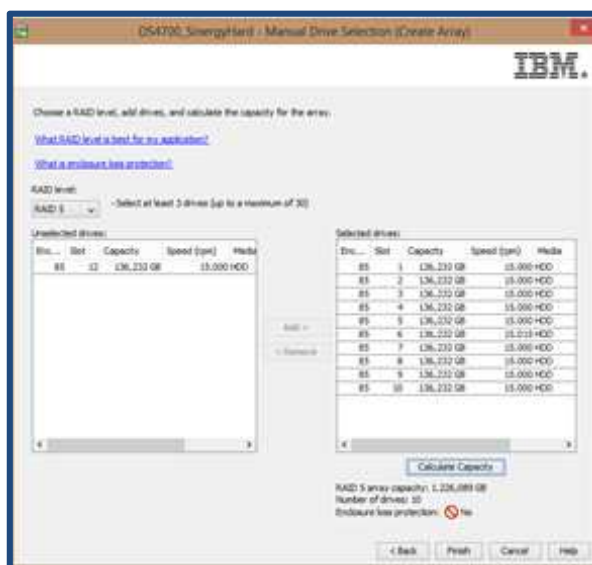 DS4700_SinergyHard - Manual Drive Selection (Create Array)
IBM.
Choose a RAID level, add drives, and calculate the capacity for the array.
What RAID level is best for my application?
What is enclosure loss protection?
RAID level:
RAID 5 - Select at least 3 drives (up to a maximum of 30)
Unselected drives:
Enc... Slot Capacity Speed (rpm) Media
85 12 136,232 GB 15.000 HDD
Add >
< Remove
Selected drives:
Enc... Slot Capacity Speed (rpm) Media
85 1 136,232 GB 15.000 HDD
85 2 136,232 GB 15.000 HDD
85 3 136,232 GB 15.000 HDD
85 4 136,232 GB 15.000 HDD
85 5 136,232 GB 15.000 HDD
85 6 136,232 GB 15.015 HDD
85 7 136,232 GB 15.000 HDD
85 8 136,232 GB 15.000 HDD
85 9 136,232 GB 15.000 HDD
85 10 136,232 GB 15.000 HDD
Calculate Capacity
RAID 5 array capacity: 1.226,089 GB
Number of drives: 10
Enclosure loss protection: No
< Back Finish Cancel Help